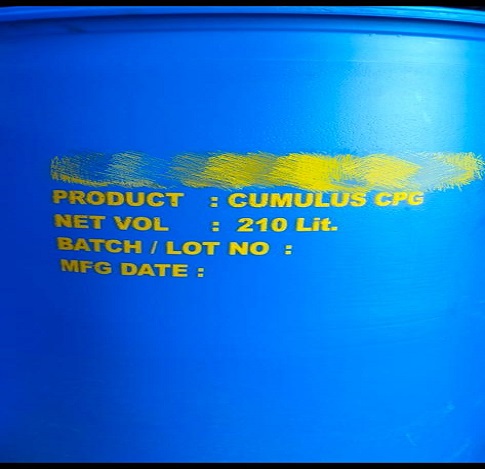 PRODUCT : CUMULUS CPG
NET VOL : 210 Lit.
BATCH / LOT NO :
MFG DATE :